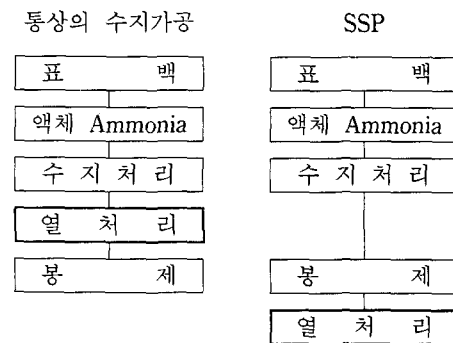 통상의 수지가공
표 백
액체 Ammonia
수 지 처 리
열 처 리
봉 제
SSP
표 백
액체 Ammonia
수 지 처 리
봉 제
열 처 리